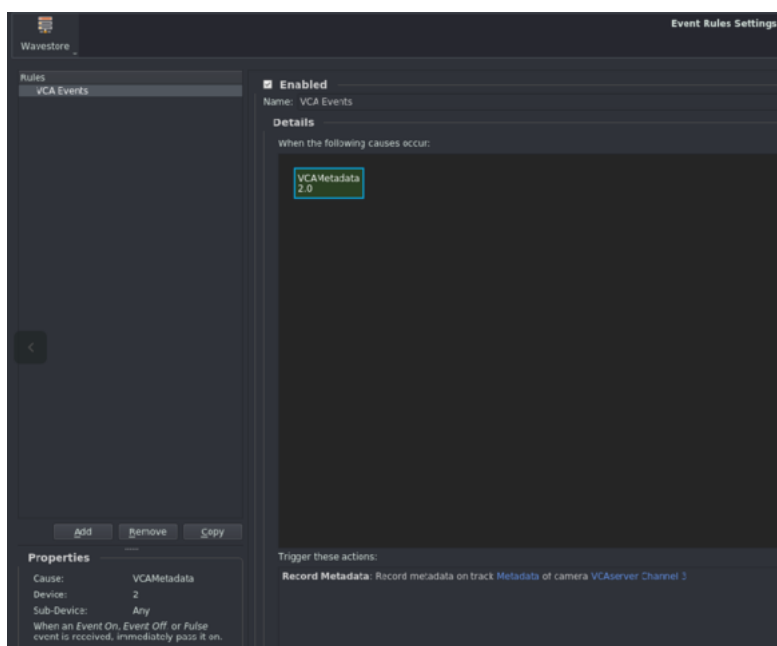 Event Rules Settings
Wavestore
Rules
VCA Events
Enabled
Name: VCA Events
Details
When the following causes occur:
VCAMetadata
2.0
Add
Remove
Copy
Properties
Cause: VCAMetadata
Device: 2
Sub-Device: Any
When an Event On, Event Off or Pulse
event is received, immediately pass it on.
Trigger these actions:
Record Metadata: Record metadata on track Metadata of camera VCAserver Channel 3